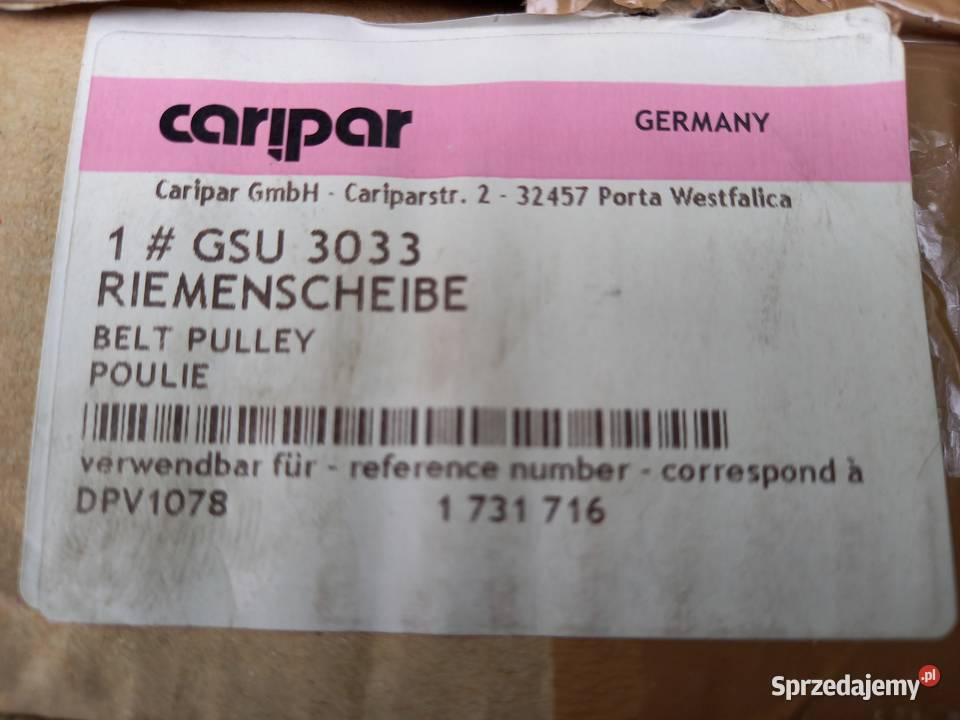 caripar
GERMANY
Caripar GmbH - Cariparstr. 2 - 32457 Porta Westfalica
1 # GSU 3033
RIEMENSCHEIBE
BELT PULLEY
POULIE
verwendbar für - reference number - correspond à
DPV1078 1 731 716
Sprzedajemy.pl